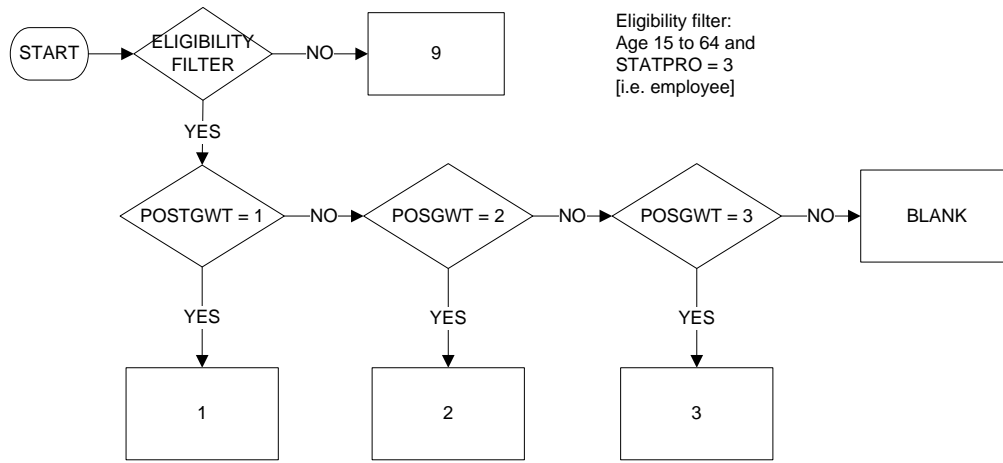 START
ELIGIBILITY
FILTER
NO
9
Eligibility filter:
Age 15 to 64 and
STATPRO = 3
[i.e. employee]
YES
POSTGWT = 1
NO
POSGWT = 2
NO
POSGWT = 3
NO
BLANK
YES
YES
YES
1
2
3